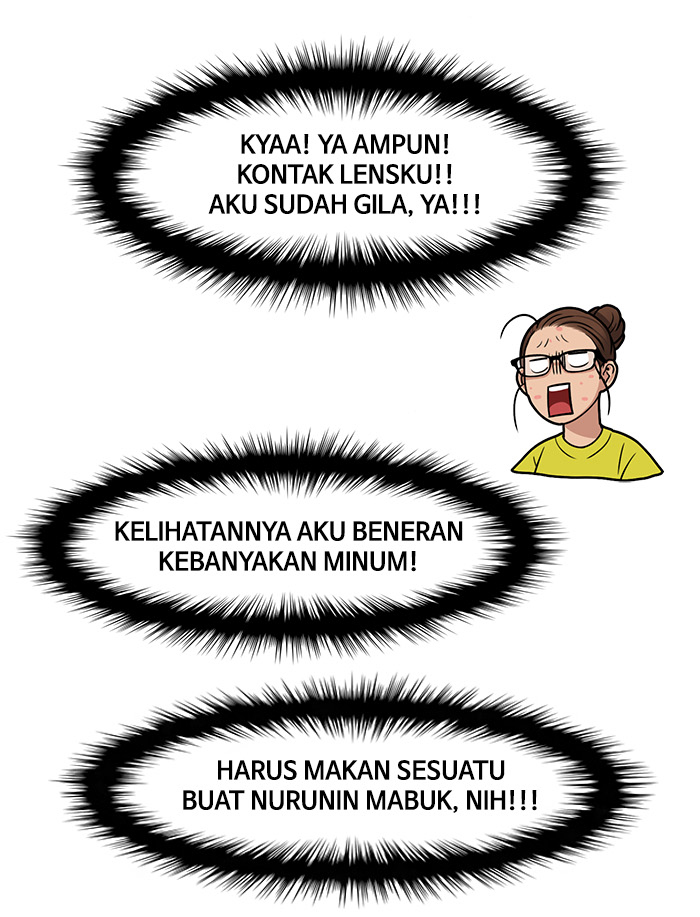 KYAA! YA AMPUN!
KONTAK LENSKU!!
AKU SUDAH GILA, YA!!!
KELIHATANNYA AKU BENERAN
KEBANYAKAN MINUM!
HARUS MAKAN SESUATU
BUAT NURUNIN MABUK, NIH!!!